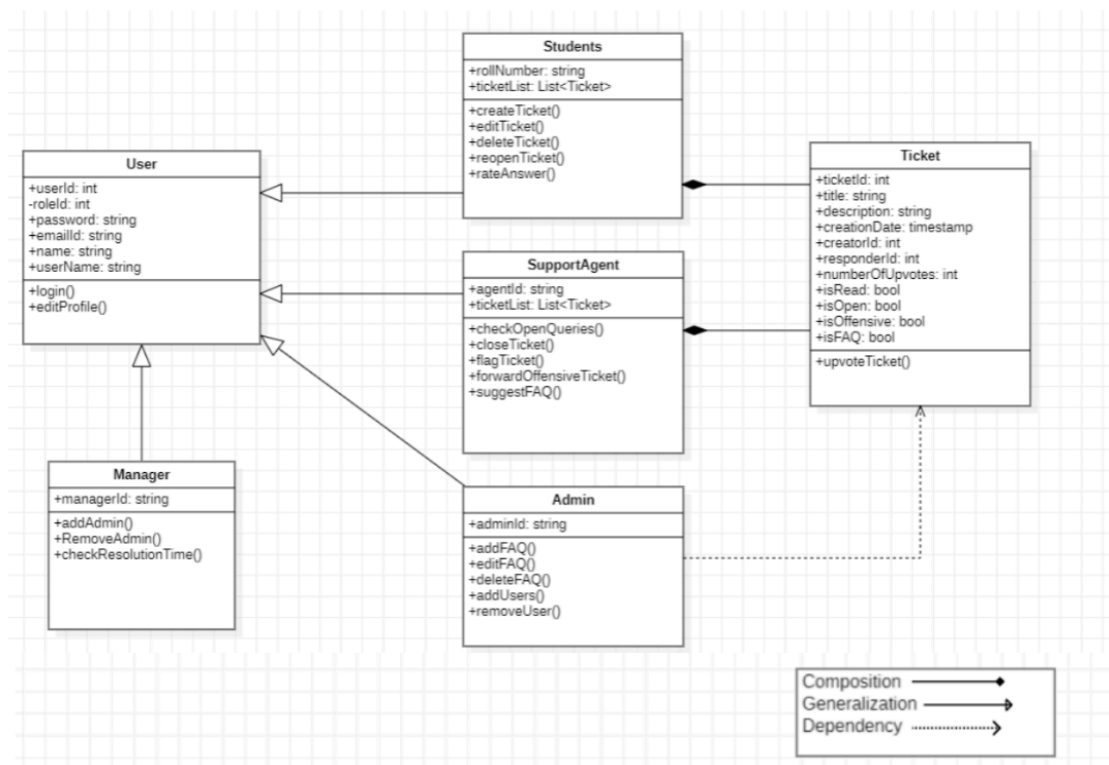 Students
+rollNumber: string
+ticketList: List<Ticket>
+createTicket()
+editTicket()
+deleteTicket()
+reopenTicket()
+rateAnswer()
User
+userId: int
-roleId: int
+password: string
+emailId: string
+name: string
+userName: string
+login()
+editProfile()
Ticket
+ticketId: int
+title: string
+description: string
+creationDate: timestamp
+creatorId: int
+responderId: int
+numberOfUpvotes: int
+isRead: bool
+isOpen: bool
+isOffensive: bool
+isFAQ: bool
+upvoteTicket()
SupportAgent
+agentId: string
+ticketList: List<Ticket>
+checkOpenQueries()
+closeTicket()
+flagTicket()
+forwardOffensiveTicket()
+suggestFAQ()
Manager
+managerId: string
+addAdmin()
+RemoveAdmin()
+checkResolutionTime()
Admin
+adminId: string
+addFAQ()
+editFAQ()
+deleteFAQ()
+addUsers()
+removeUser()
Composition
Generalization
Dependency